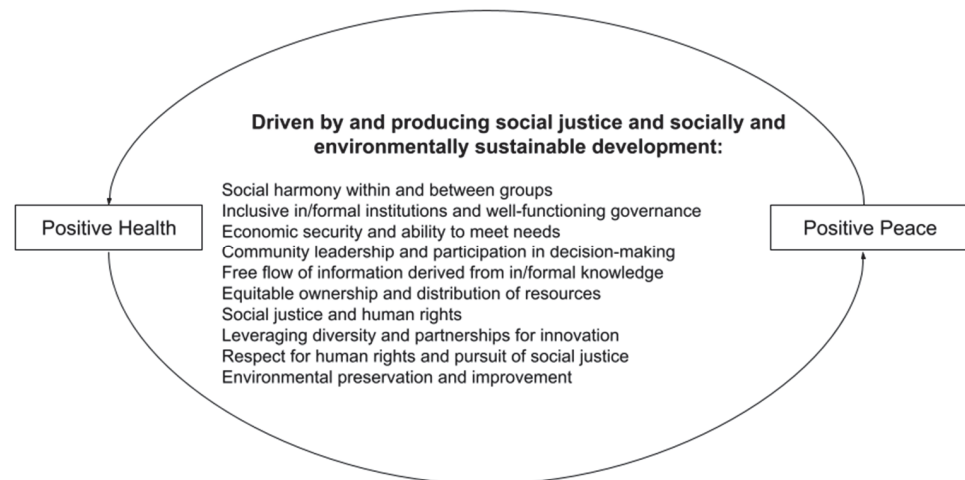 Driven by and producing social justice and socially and
environmentally sustainable development:
Social harmony within and between groups
Inclusive in/formal institutions and well-functioning governance
Economic security and ability to meet needs
Community leadership and participation in decision-making
Free flow of information derived from in/formal knowledge
Equitable ownership and distribution of resources
Social justice and human rights
Leveraging diversity and partnerships for innovation
Respect for human rights and pursuit of social justice
Environmental preservation and improvement
Positive Health
Positive Peace